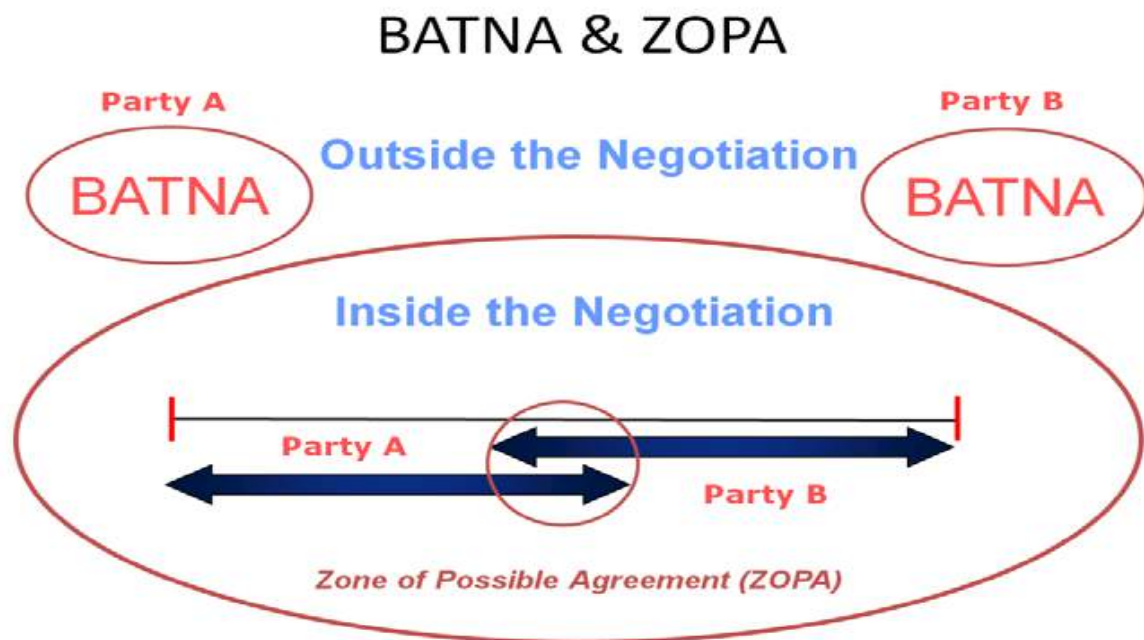 BATNA & ZOPA
Party A
Party B
Outside the Negotiation
BATNA
BATNA
Inside the Negotiation
Party A
Party B
Zone of Possible Agreement (ZOPA)